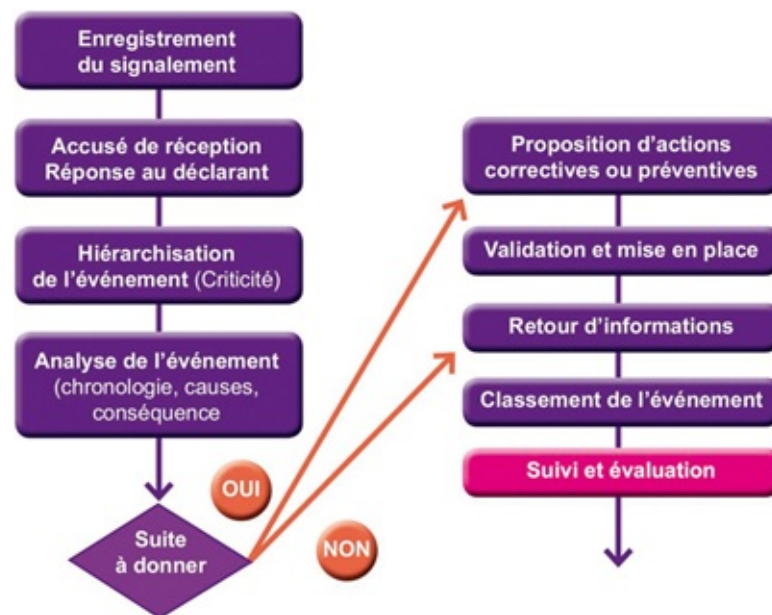 Enregistrement
du signalement
Accusé de réception
Réponse au déclarant
Hiérarchisation
de l'événement (Criticité)
Analyse de l'événement
(chronologie, causes,
conséquence
Suite
à donner
OUI
NON
Proposition d'actions
correctives ou préventives
Validation et mise en place
Retour d'informations
Classement de l'événement
Suivi et évaluation